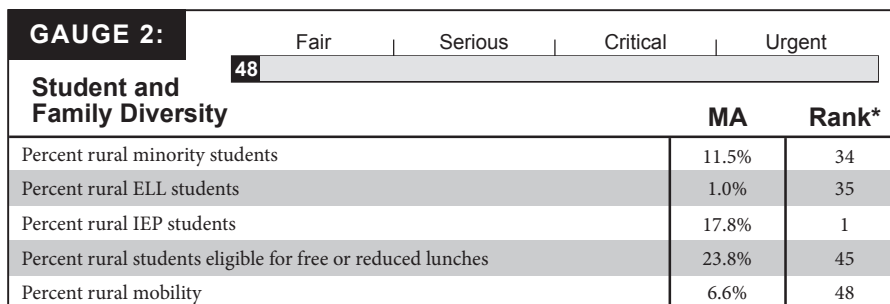 GAUGE 2:
Fair Serious Critical Urgent
48
Student and
Family Diversity
MA Rank*
Percent rural minority students 11.5% 34
Percent rural ELL students 1.0% 35
Percent rural IEP students 17.8% 1
Percent rural students eligible for free or reduced lunches 23.8% 45
Percent rural mobility 6.6% 48